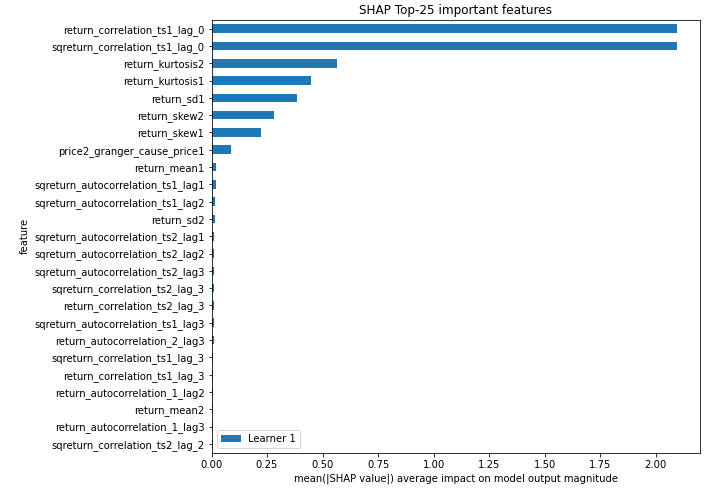 SHAP Top-25 important features
feature
return_correlation_ts1_lag_0
sqreturn_correlation_ts1_lag_0
return_kurtosis2
return_kurtosis1
return_sd1
return_skew2
return_skew1
price2_granger_cause_price1
return_mean1
sqreturn_autocorrelation_ts1_lag1
sqreturn_autocorrelation_ts1_lag2
return_sd2
sqreturn_autocorrelation_ts2_lag1
sqreturn_autocorrelation_ts2_lag2
sqreturn_autocorrelation_ts2_lag3
sqreturn_correlation_ts2_lag_3
return_correlation_ts2_lag_3
sqreturn_autocorrelation_ts1_lag3
return_autocorrelation_2_lag3
sqreturn_correlation_ts1_lag_3
return_correlation_ts1_lag_3
return_autocorrelation_1_lag2
return_mean2
return_autocorrelation_1_lag3
sqreturn_correlation_ts2_lag_2
Learner 1
0.00 0.25 0.50 0.75 1.00 1.25 1.50 1.75 2.00
mean(|SHAP value|) average impact on model output magnitude